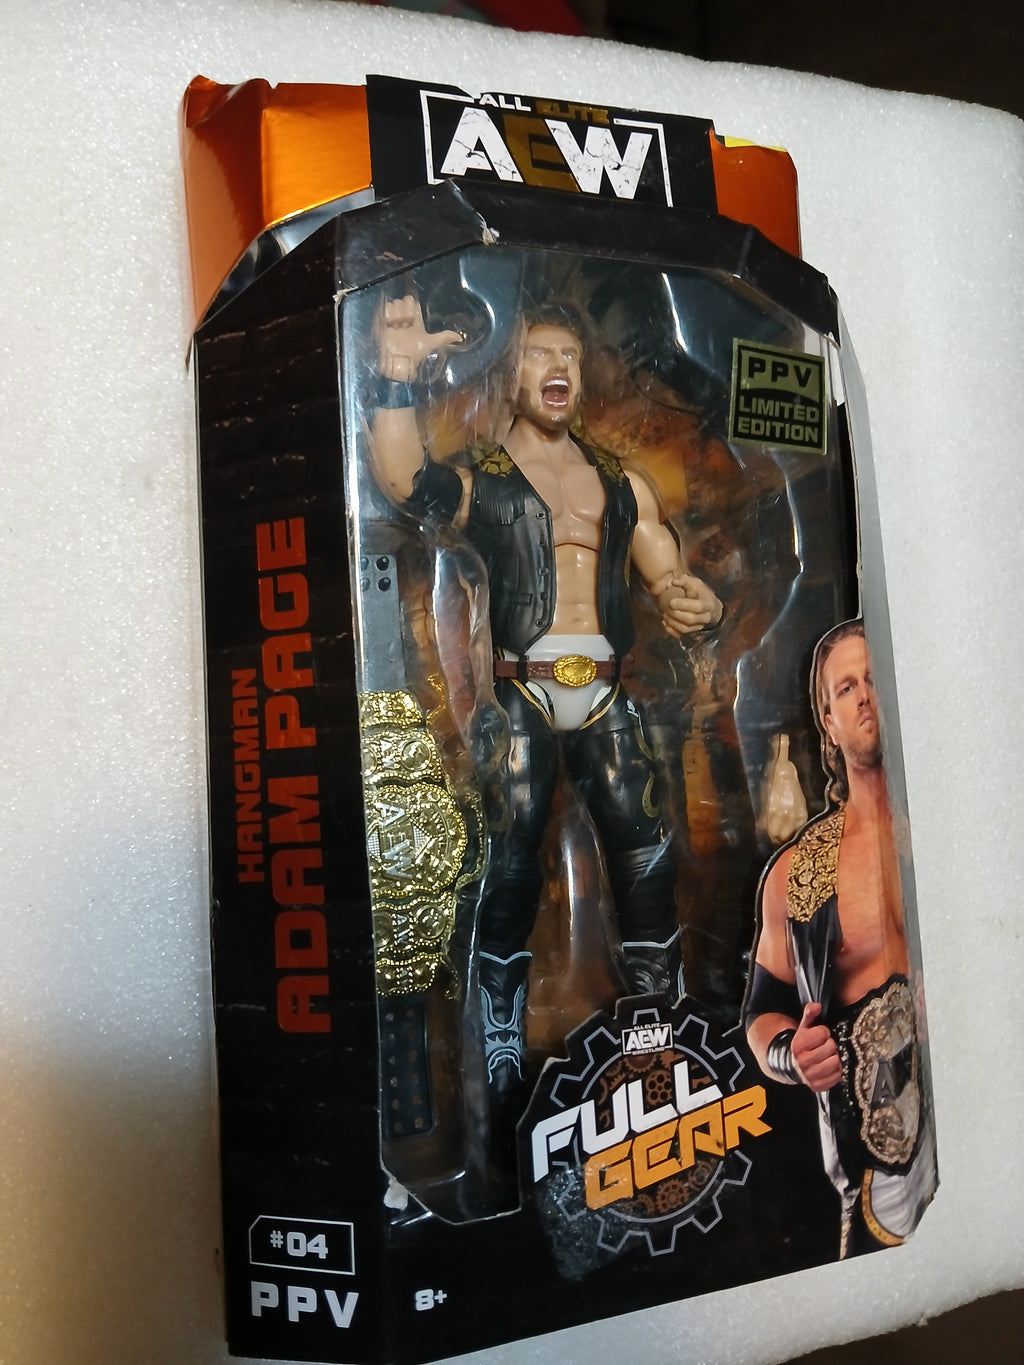 ALL ELITE
AEW
PPV
LIMITED
EDITION
HANGMAN
ADAM PAGE
AEW
ALL ELITE
AEW
WRESTLING
FULL
GEAR
#04
PPV
8+